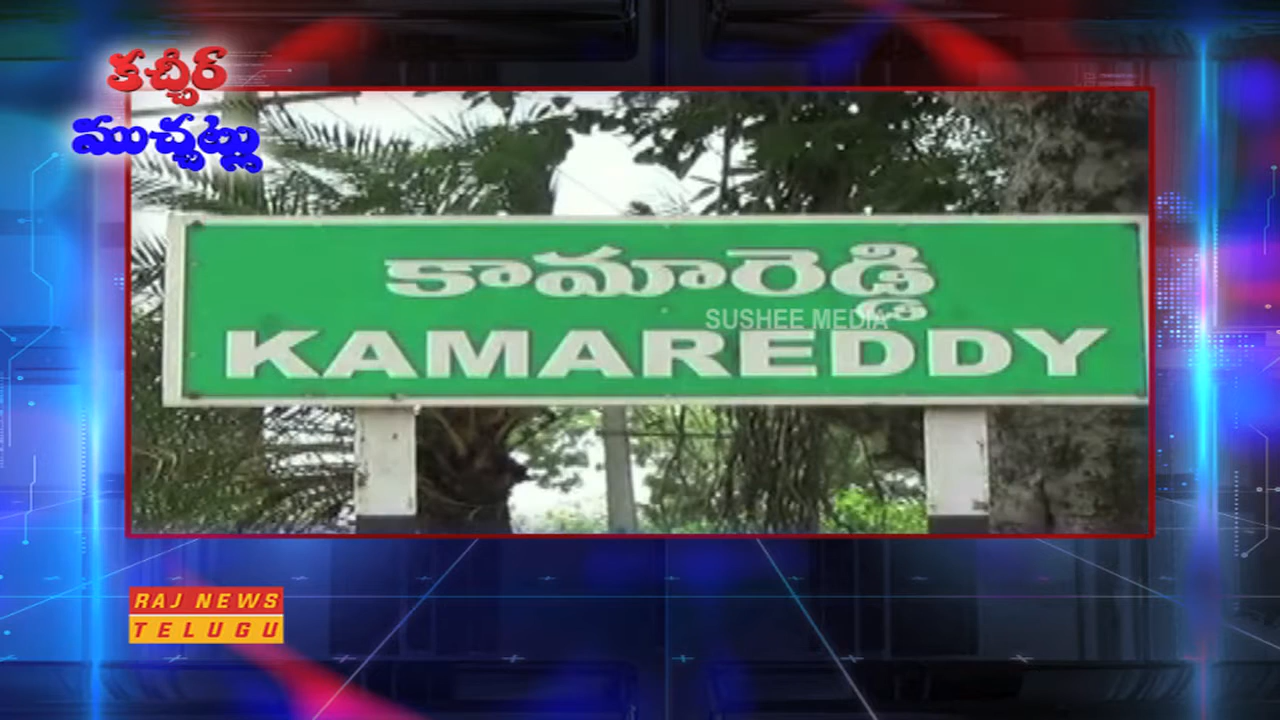 కచ్చీర్
ముచ్చట్లు
కామారెడ్డి
SUSHEE MEDIA
KAMAREDDY
RAJ NEWS
TELUGU